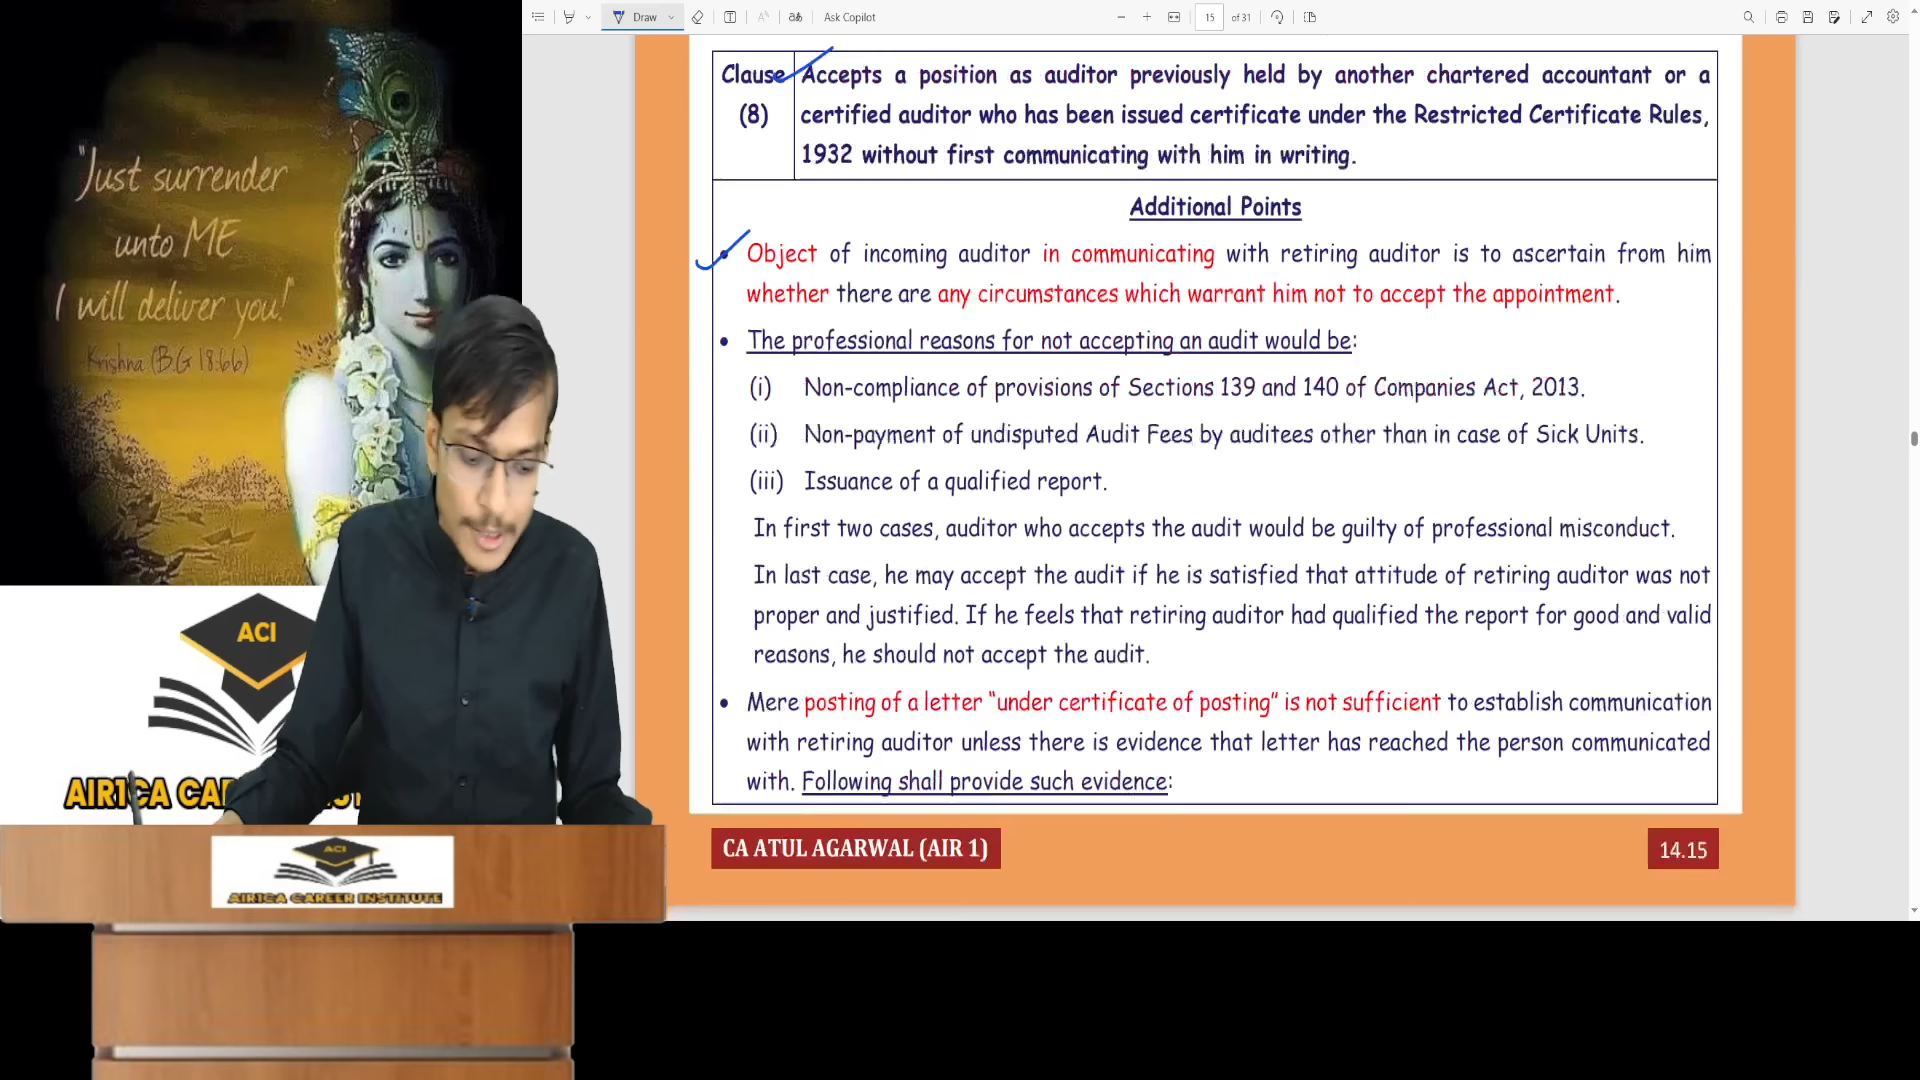 Draw
Ask Copilot
15 of 31
"Just surrender
unto ME
I will deliver you!"
-Krishna (B.G 18:66)
Clause
(8)
Accepts a position as auditor previously held by another chartered accountant or a
certified auditor who has been issued certificate under the Restricted Certificate Rules,
1932 without first communicating with him in writing.
Additional Points
• Object of incoming auditor in communicating with retiring auditor is to ascertain from him
whether there are any circumstances which warrant him not to accept the appointment.
• The professional reasons for not accepting an audit would be:
(i) Non-compliance of provisions of Sections 139 and 140 of Companies Act, 2013.
(ii) Non-payment of undisputed Audit Fees by auditees other than in case of Sick Units.
(iii) Issuance of a qualified report.
In first two cases, auditor who accepts the audit would be guilty of professional misconduct.
In last case, he may accept the audit if he is satisfied that attitude of retiring auditor was not
proper and justified. If he feels that retiring auditor had qualified the report for good and valid
reasons, he should not accept the audit.
• Mere posting of a letter “under certificate of posting” is not sufficient to establish communication
with retiring auditor unless there is evidence that letter has reached the person communicated
with. Following shall provide such evidence:
CA ATUL AGARWAL (AIR 1)
14.15
ACI
AIR1CA
ACI
AIR1CA CAREER INSTITUTE